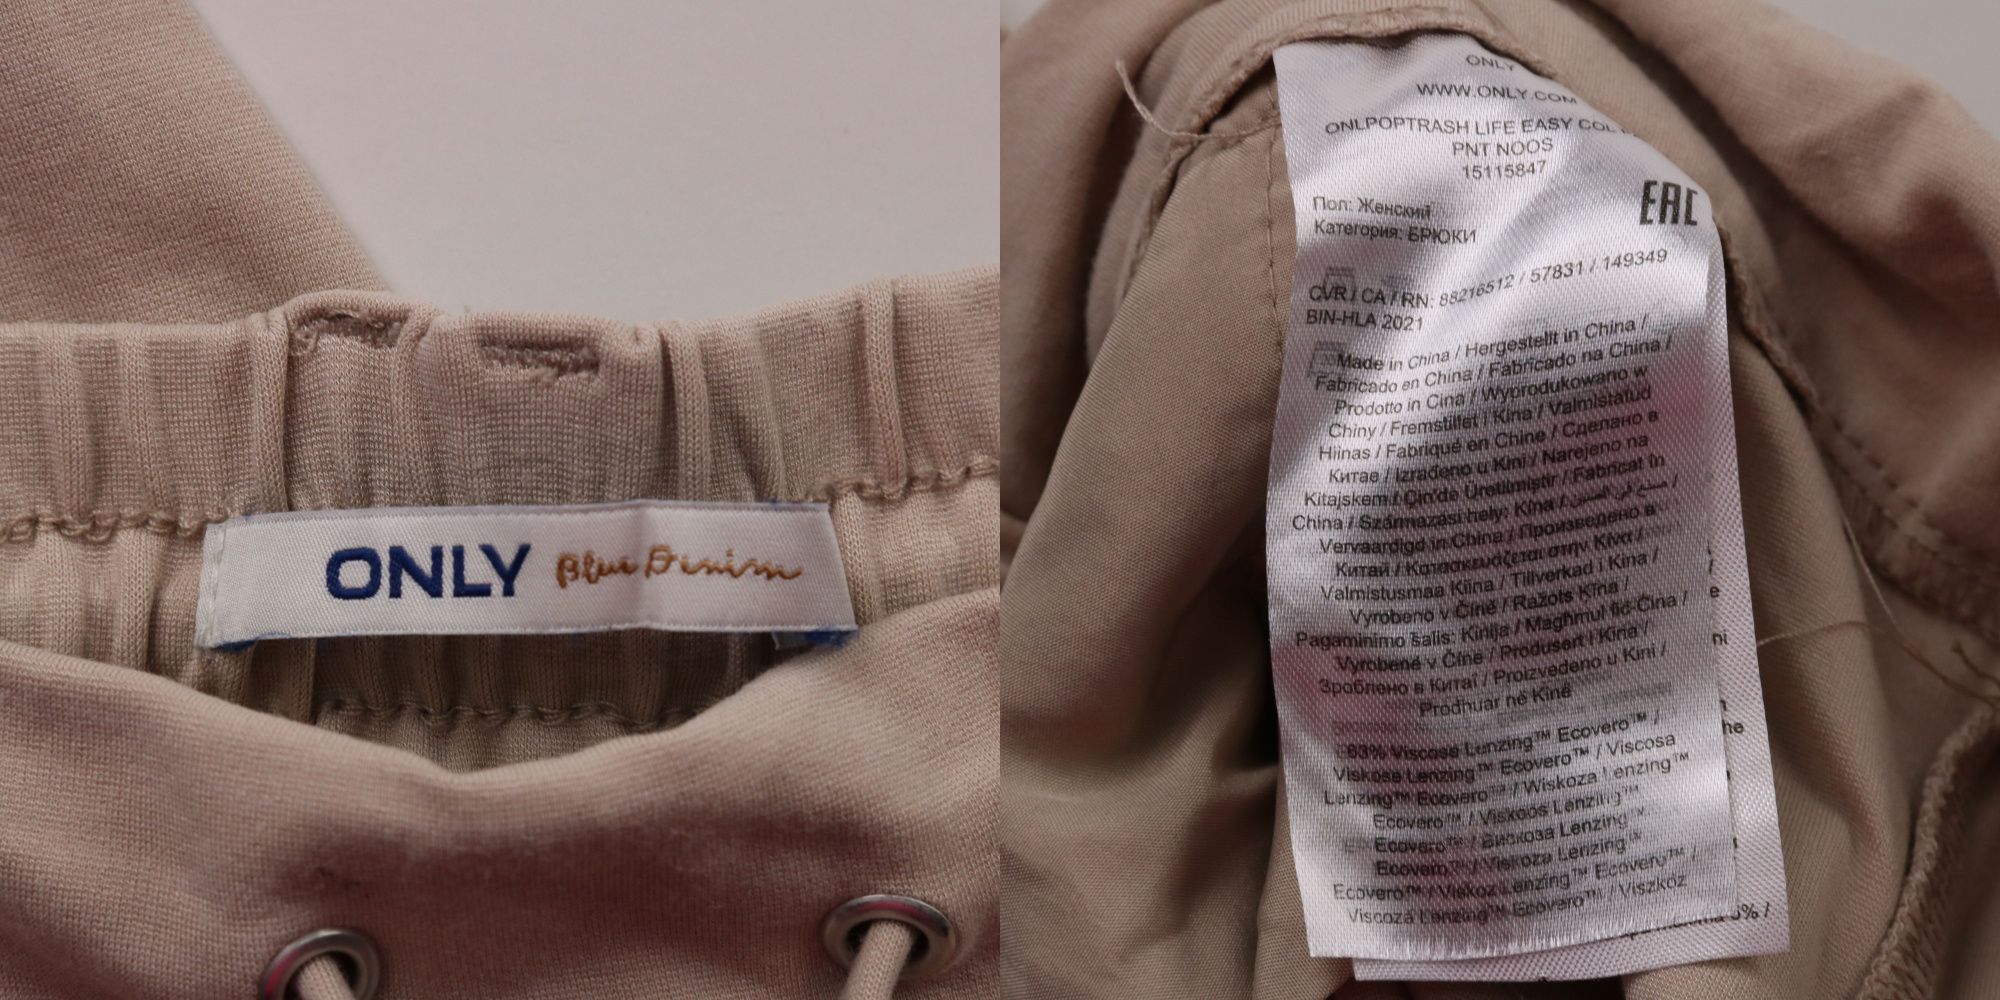 ONLY Blue Denim
ONLY
WWW.ONLY.COM
ONLPOPTRASH LIFE EASY COL
PNT NOOS
15115847
EAC
Пол: Женский
Категория: БРЮКИ
CVR / CA / RN: 88216512 / 57831 / 149349
BIN-HLA 2021
Made in China / Hergestellt in China /
Fabricado en China / Fabricado na China /
Prodotto in Cina / Wyprodukowano w
Chiny / Fremstillet i Kina / Valmistatud
Hiinas / Fabriqué en Chine / Сделано в
Китае / Izrađeno u Kini / Narejeno na
Kitajskem / Çin'de Üretilmiştir / Fabricat în
China / Származási hely: Kína / صنع في الصين /
Vervaardigd in China / Произведено в
Китай / Κατασκευάζεται στην Κίνα /
Valmistusmaa Kiina / Tillverkad i Kina /
Vyrobeno v Číně / Ražots Ķīna /
Pagaminimo šalis: Kinija / Magħmul fiċ-Ċina /
Vyrobené v Číne / Produsert i Kina /
Зроблено в Китаї / Proizvedeno u Kini /
Prodhuar në Kinë
63% Viscose Lenzing™ Ecovero™ /
Viskose Lenzing™ Ecovero™ / Viscosa
Lenzing™ Ecovero™ / Wiskoza Lenzing™
Ecovero™ / Viskoos Lenzing™
Ecovero™ / Вискоза Lenzing™
Ecovero™ / Viskoza Lenzing™
Ecovero™ / Viskoz Lenzing™ Ecovero™ /
Viscoză Lenzing™ Ecovero™ / Viszkóz